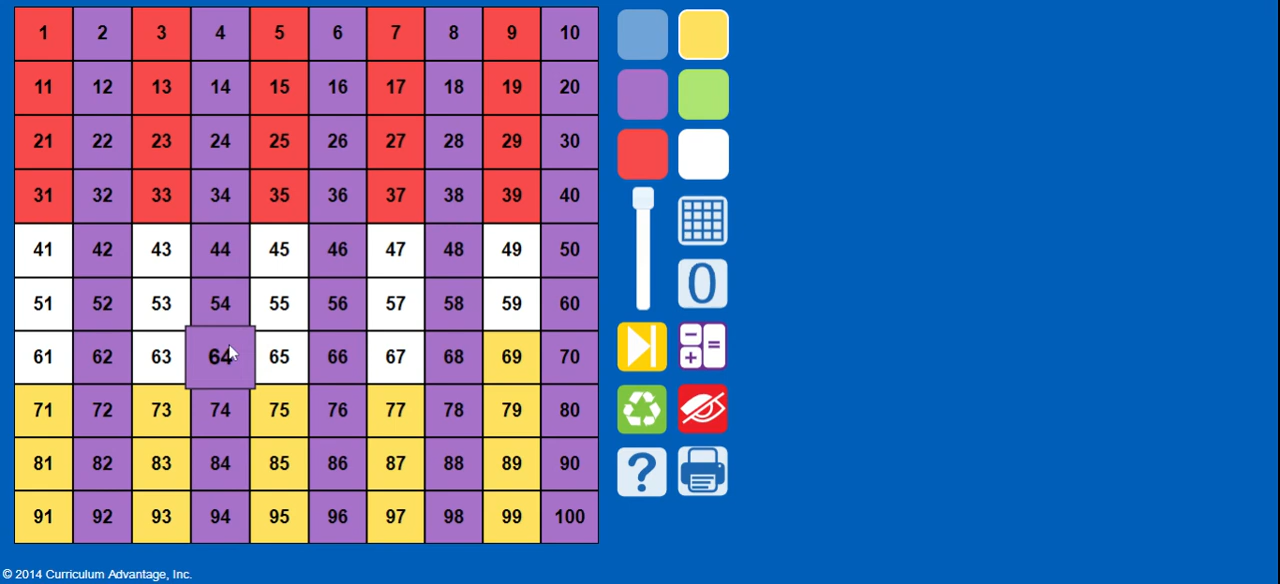 1 2 3 4 5 6 7 8 9 10
11 12 13 14 15 16 17 18 19 20
21 22 23 24 25 26 27 28 29 30
31 32 33 34 35 36 37 38 39 40
41 42 43 44 45 46 47 48 49 50
51 52 53 54 55 56 57 58 59 60
61 62 63 64 65 66 67 68 69 70
71 72 73 74 75 76 77 78 79 80
81 82 83 84 85 86 87 88 89 90
91 92 93 94 95 96 97 98 99 100
0
− + =
?
© 2014 Curriculum Advantage, Inc.